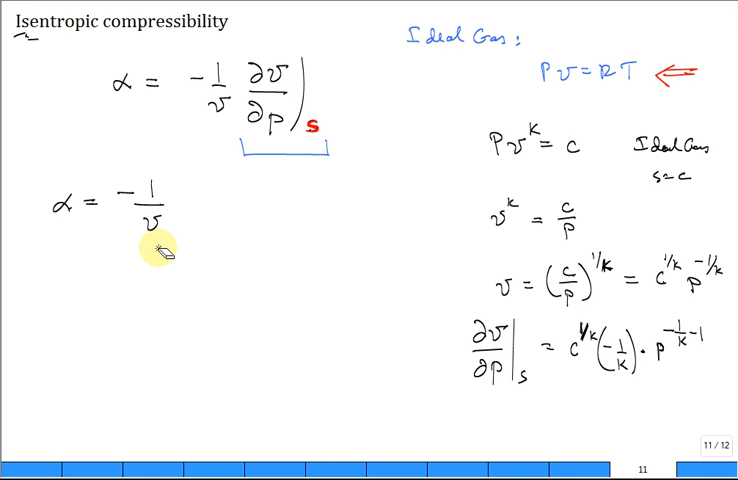 Isentropic compressibility
α = -1/v ∂v/∂p)s
α = -1/v
Ideal Gas:
Pv = RT ⇐
Pv^k = c
Ideal Gas
s=c
v^k = c/p
v = (c/p)^1/k = c^1/k p^-1/k
∂v/∂p|s = c^1/k (-1/k) · p^-1/k-1
11 / 12
11